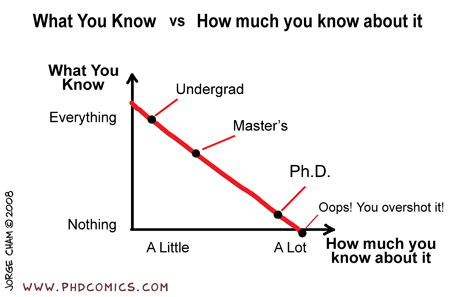 What You Know vs How much you know about it
What You
Know
Undergrad
Everything
Master's
Ph.D.
Oops! You overshot it!
Nothing
A Little
A Lot
How much you
know about it
JORGE CHAM © 2008
WWW.PHDCOMICS.COM